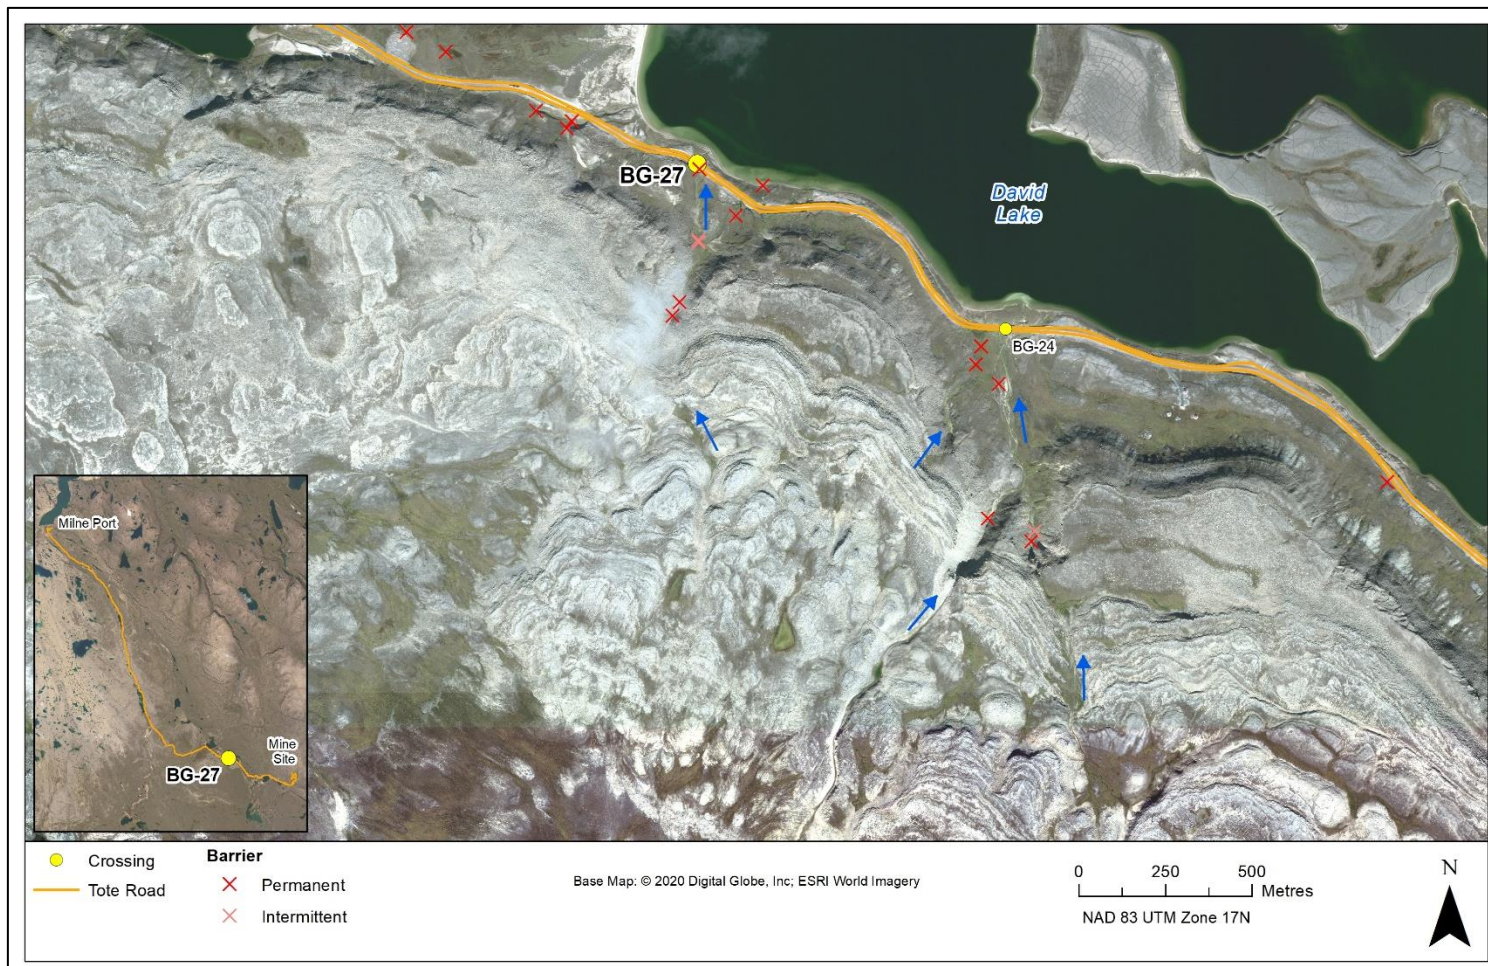 BG-27
David
Lake
BG-24
Milne Port
Mine
Site
BG-27
Crossing
Tote Road
Barrier
Permanent
Intermittent
Base Map: © 2020 Digital Globe, Inc; ESRI World Imagery
0 250 500
Metres
NAD 83 UTM Zone 17N
N